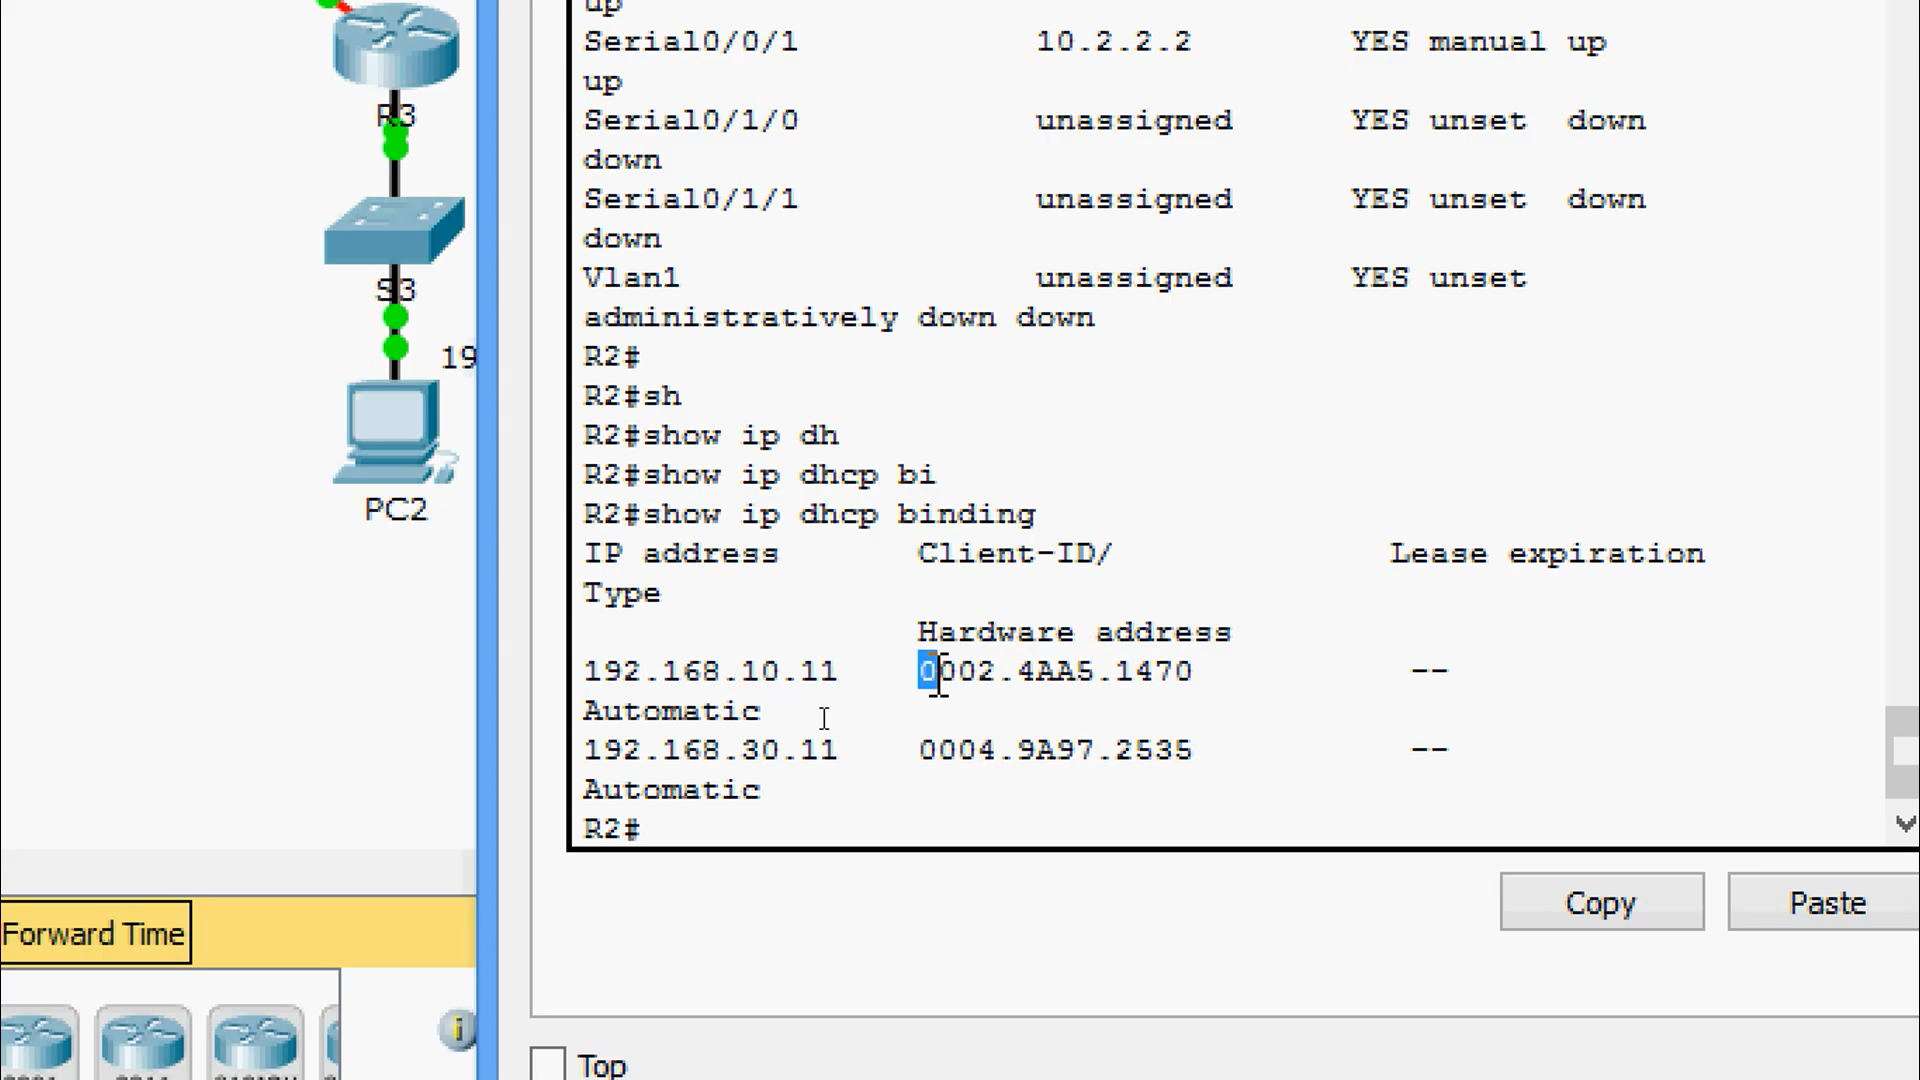 R3
S3
19
PC2
Forward Time
up
Serial0/0/1 10.2.2.2 YES manual up
up
Serial0/1/0 unassigned YES unset down
down
Serial0/1/1 unassigned YES unset down
down
Vlan1 unassigned YES unset
administratively down down
R2#
R2#sh
R2#show ip dh
R2#show ip dhcp bi
R2#show ip dhcp binding
IP address Client-ID/ Lease expiration
Type
Hardware address
192.168.10.11 0002.4AA5.1470 --
Automatic
192.168.30.11 0004.9A97.2535 --
Automatic
R2#
Copy
Paste
Top